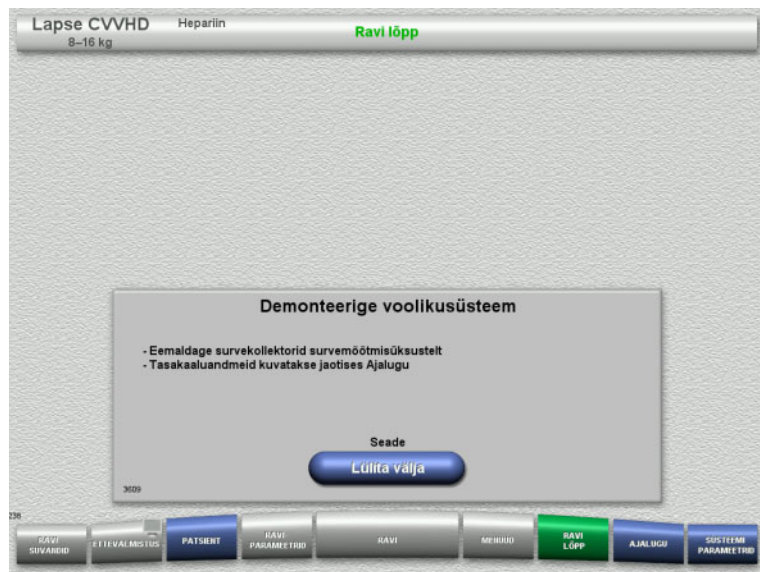 Lapse CVVHD Hepariin
8–16 kg
Ravi lõpp
Demonteerige voolikusüsteem
- Eemaldage survekollektorid survemõõtmisüksustelt
- Tasakaaluandmeid kuvatakse jaotises Ajalugu
Seade
Lülita välja
3609
238
RAVI SUVANDID
ETTEVALMISTUS
PATSIENT
RAVI PARAMEETRID
RAVI
MENÜÜD
RAVI LÕPP
AJALUGU
SÜSTEEMI PARAMEETRID